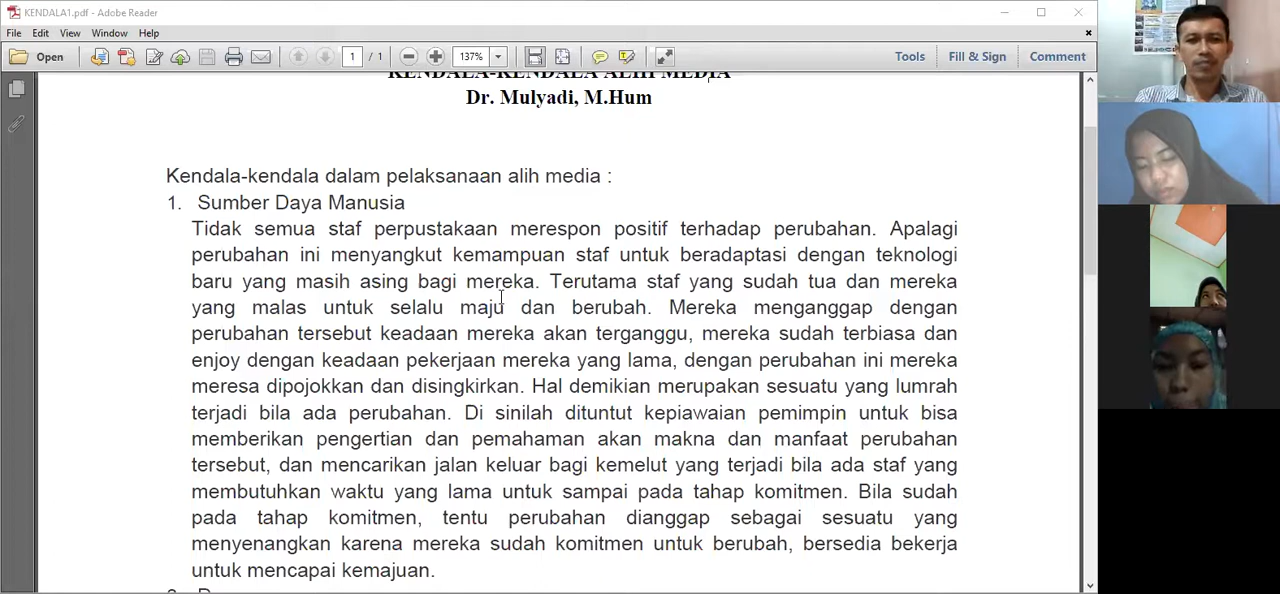 KENDALA1.pdf - Adobe Reader
File Edit View Window Help
Open 1 / 1 137% Tools Fill & Sign Comment
KENDALA-KENDALA ALIH MEDIA
Dr. Mulyadi, M.Hum
Kendala-kendala dalam pelaksanaan alih media :
1. Sumber Daya Manusia
Tidak semua staf perpustakaan merespon positif terhadap perubahan. Apalagi
perubahan ini menyangkut kemampuan staf untuk beradaptasi dengan teknologi
baru yang masih asing bagi mereka. Terutama staf yang sudah tua dan mereka
yang malas untuk selalu maju dan berubah. Mereka menganggap dengan
perubahan tersebut keadaan mereka akan terganggu, mereka sudah terbiasa dan
enjoy dengan keadaan pekerjaan mereka yang lama, dengan perubahan ini mereka
meresa dipojokkan dan disingkirkan. Hal demikian merupakan sesuatu yang lumrah
terjadi bila ada perubahan. Di sinilah dituntut kepiawaian pemimpin untuk bisa
memberikan pengertian dan pemahaman akan makna dan manfaat perubahan
tersebut, dan mencarikan jalan keluar bagi kemelut yang terjadi bila ada staf yang
membutuhkan waktu yang lama untuk sampai pada tahap komitmen. Bila sudah
pada tahap komitmen, tentu perubahan dianggap sebagai sesuatu yang
menyenangkan karena mereka sudah komitmen untuk berubah, bersedia bekerja
untuk mencapai kemajuan.